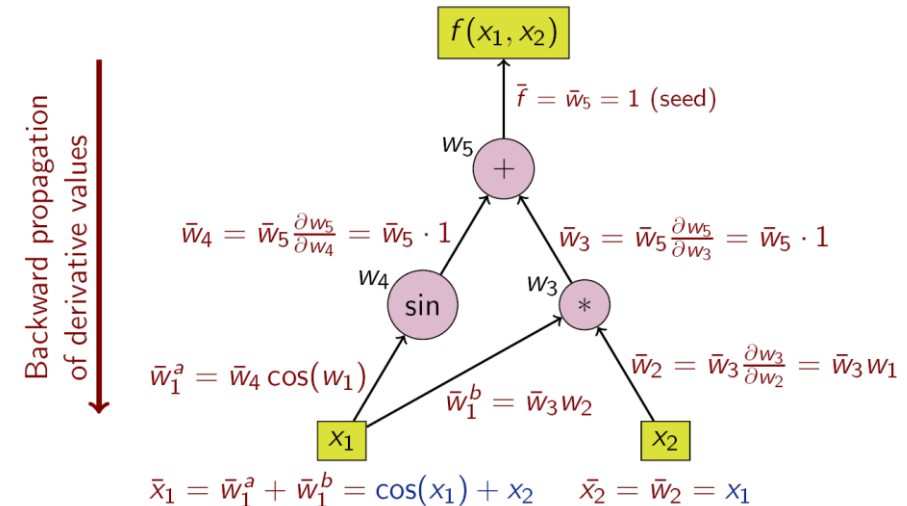 f(x₁, x₂)
f̄ = w̄₅ = 1 (seed)
Backward propagation
of derivative values
w₅
+
w̄₄ = w̄₅ ∂w₅/∂w₄ = w̄₅ · 1
w̄₃ = w̄₅ ∂w₅/∂w₃ = w̄₅ · 1
w₄
sin
w₃
*
w̄₁ᵃ = w̄₄ cos(w₁)
w̄₁ᵇ = w̄₃w₂
w̄₂ = w̄₃ ∂w₃/∂w₂ = w̄₃w₁
x₁
x₂
x̄₁ = w̄₁ᵃ + w̄₁ᵇ = cos(x₁) + x₂
x̄₂ = w̄₂ = x₁